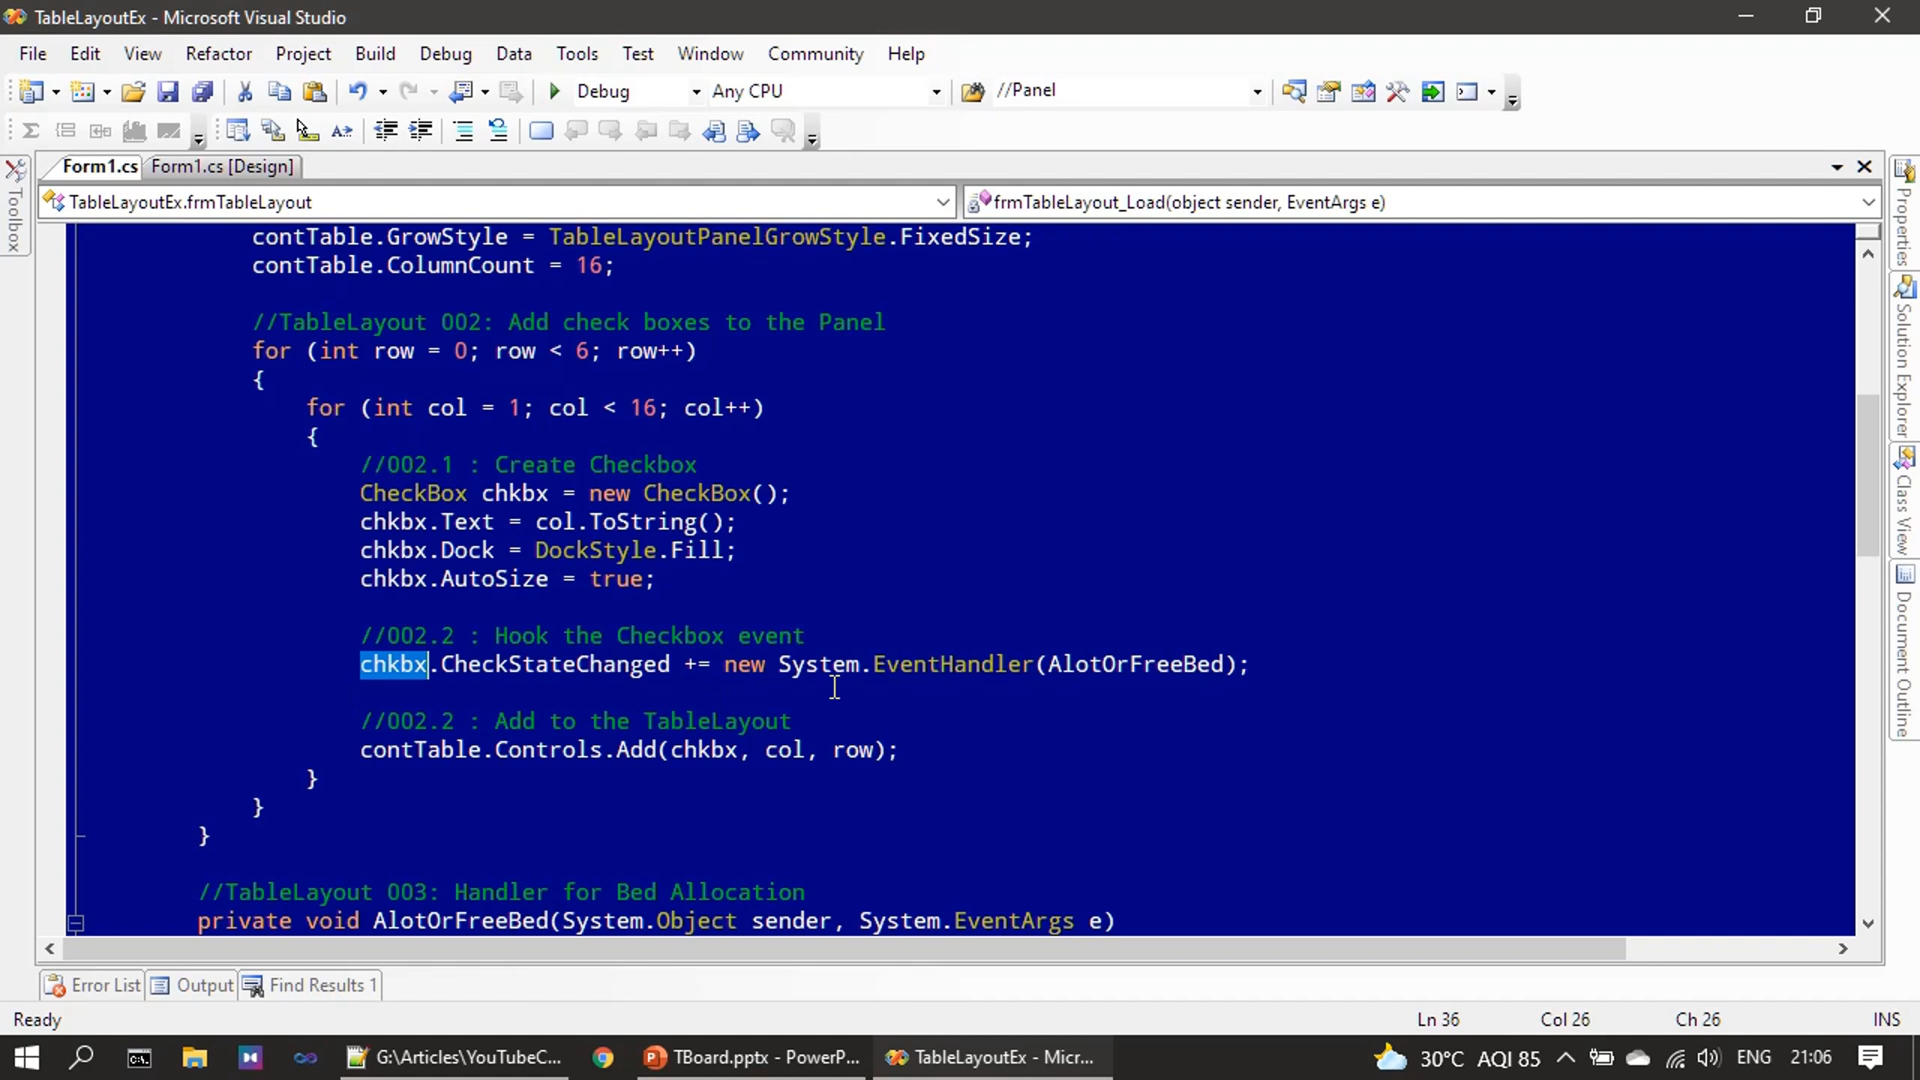 TableLayoutEx - Microsoft Visual Studio
File Edit View Refactor Project Build Debug Data Tools Test Window Community Help
Debug Any CPU //Panel
Form1.cs Form1.cs [Design]
TableLayoutEx.frmTableLayout frmTableLayout_Load(object sender, EventArgs e)
Toolbox
contTable.GrowStyle = TableLayoutPanelGrowStyle.FixedSize;
contTable.ColumnCount = 16;
//TableLayout 002: Add check boxes to the Panel
for (int row = 0; row < 6; row++)
{
for (int col = 1; col < 16; col++)
{
//002.1 : Create Checkbox
CheckBox chkbx = new CheckBox();
chkbx.Text = col.ToString();
chkbx.Dock = DockStyle.Fill;
chkbx.AutoSize = true;
//002.2 : Hook the Checkbox event
chkbx.CheckStateChanged += new System.EventHandler(AlotOrFreeBed);
//002.2 : Add to the TableLayout
contTable.Controls.Add(chkbx, col, row);
}
}
}
//TableLayout 003: Handler for Bed Allocation
private void AlotOrFreeBed(System.Object sender, System.EventArgs e)
Properties
Solution Explorer
Class View
Document Outline
Error List Output Find Results 1
Ready Ln 36 Col 26 Ch 26 INS
G:\Articles\YouTubeC... TBoard.pptx - PowerP... TableLayoutEx - Micr... 30°C AQI 85 ENG 21:06